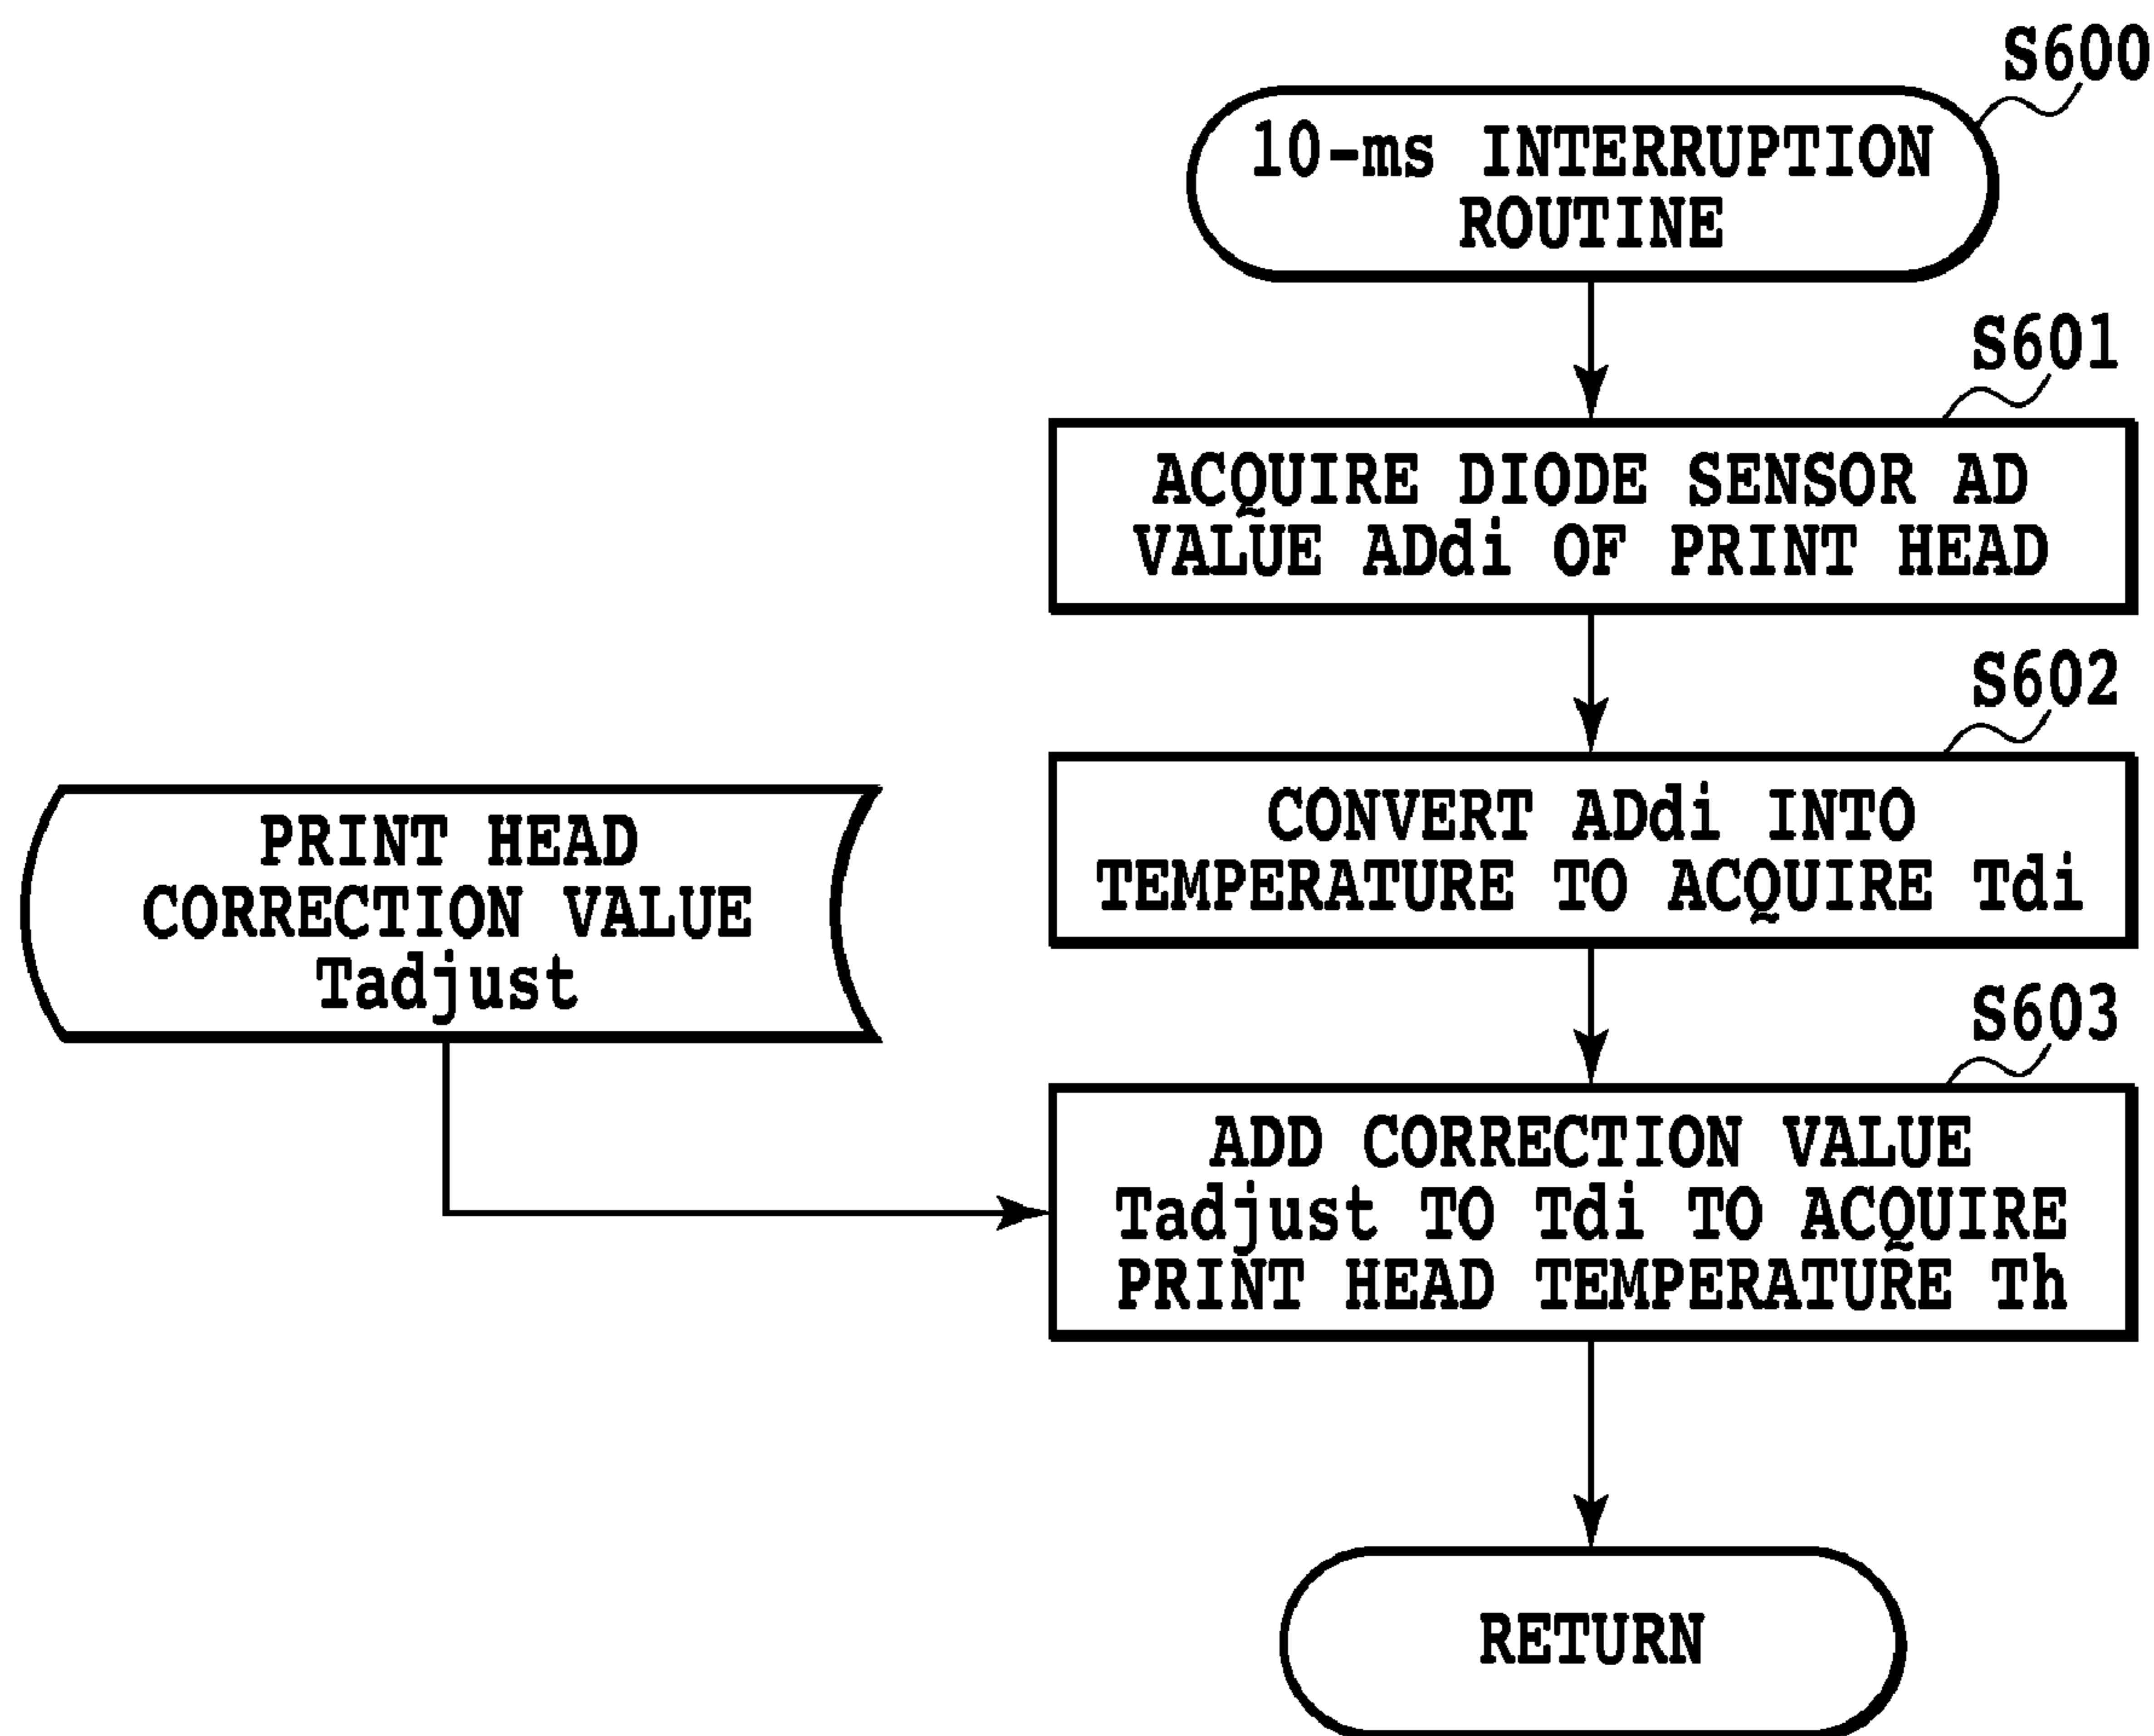 S600
10-ms INTERRUPTION
ROUTINE
S601
ACQUIRE DIODE SENSOR AD
VALUE ADdi OF PRINT HEAD
S602
CONVERT ADdi INTO
TEMPERATURE TO ACQUIRE Tdi
PRINT HEAD
CORRECTION VALUE
Tadjust
S603
ADD CORRECTION VALUE
Tadjust TO Tdi TO ACQUIRE
PRINT HEAD TEMPERATURE Th
RETURN